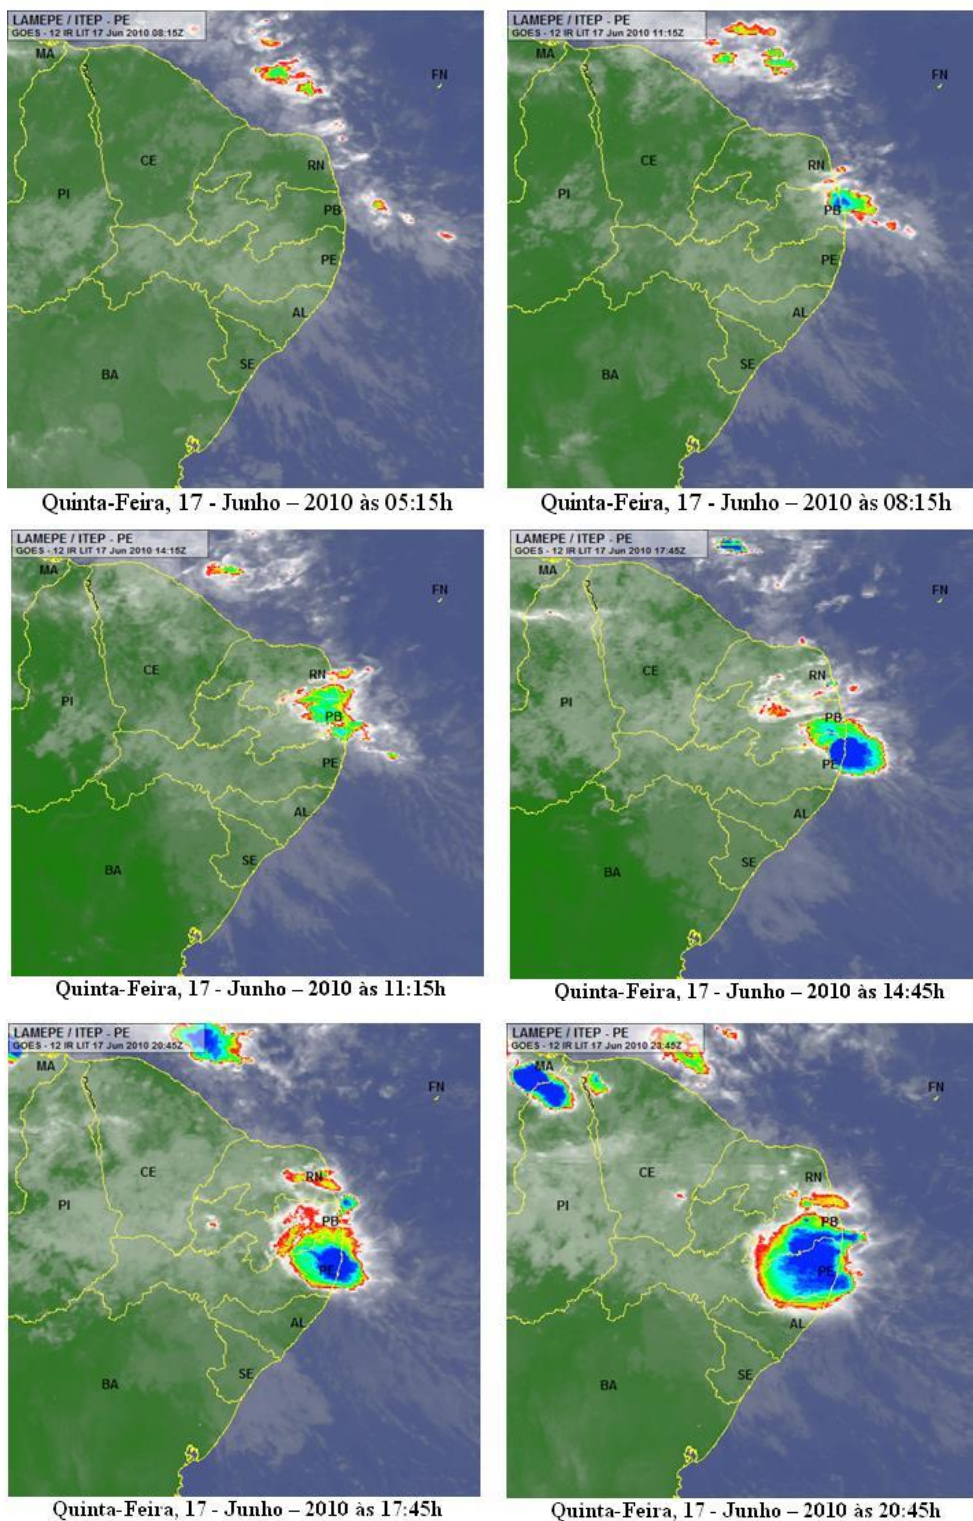 LAMEPE / ITEP - PE
GOES - 12 IR LIT 17 Jun 2010 08:15Z
MA
FN
CE
RN
PI
PB
PE
AL
SE
BA
Quinta-Feira, 17 - Junho – 2010 às 05:15h
LAMEPE / ITEP - PE
GOES - 12 IR LIT 17 Jun 2010 11:15Z
MA
FN
CE
RN
PI
PB
PE
AL
SE
BA
Quinta-Feira, 17 - Junho – 2010 às 08:15h
LAMEPE / ITEP - PE
GOES - 12 IR LIT 17 Jun 2010 14:15Z
MA
FN
CE
RN
PI
PB
PE
AL
SE
BA
Quinta-Feira, 17 - Junho – 2010 às 11:15h
LAMEPE / ITEP - PE
GOES - 12 IR LIT 17 Jun 2010 17:45Z
MA
FN
CE
RN
PI
PB
PE
AL
SE
BA
Quinta-Feira, 17 - Junho – 2010 às 14:45h
LAMEPE / ITEP - PE
GOES - 12 IR LIT 17 Jun 2010 20:45Z
MA
FN
CE
RN
PI
PB
PE
AL
SE
BA
Quinta-Feira, 17 - Junho – 2010 às 17:45h
LAMEPE / ITEP - PE
GOES - 12 IR LIT 17 Jun 2010 23:45Z
MA
FN
CE
RN
PI
PB
PE
AL
SE
BA
Quinta-Feira, 17 - Junho – 2010 às 20:45h